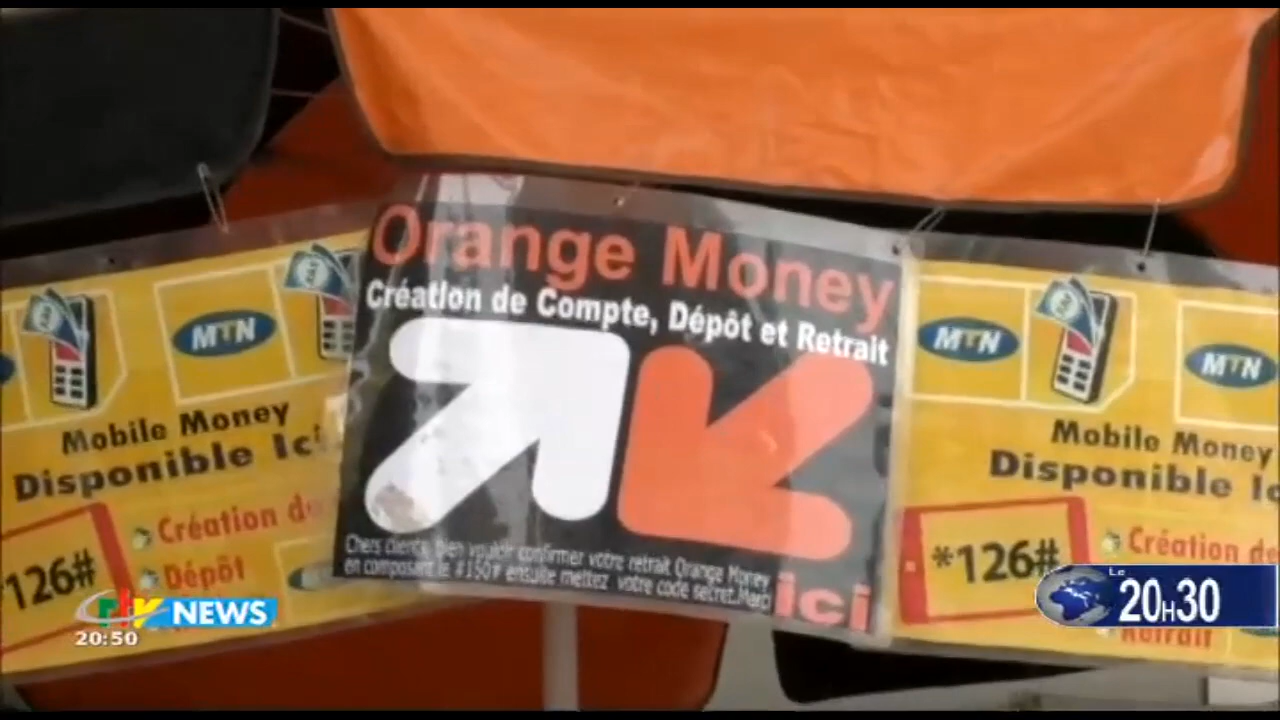 Orange Money
Création de Compte, Dépôt et Retrait
Chers clients, bien vouloir confirmer votre retrait Orange Money
en composant le #150# ensuite mettez votre code secret.Merci
ici
MTN
Mobile Money
Disponible Ici
*126#
Création de
Dépôt
MTN
MTN
Mobile Money
Disponible Ic
*126#
Création de
Retrait
NEWS
20:50
Le
20H30